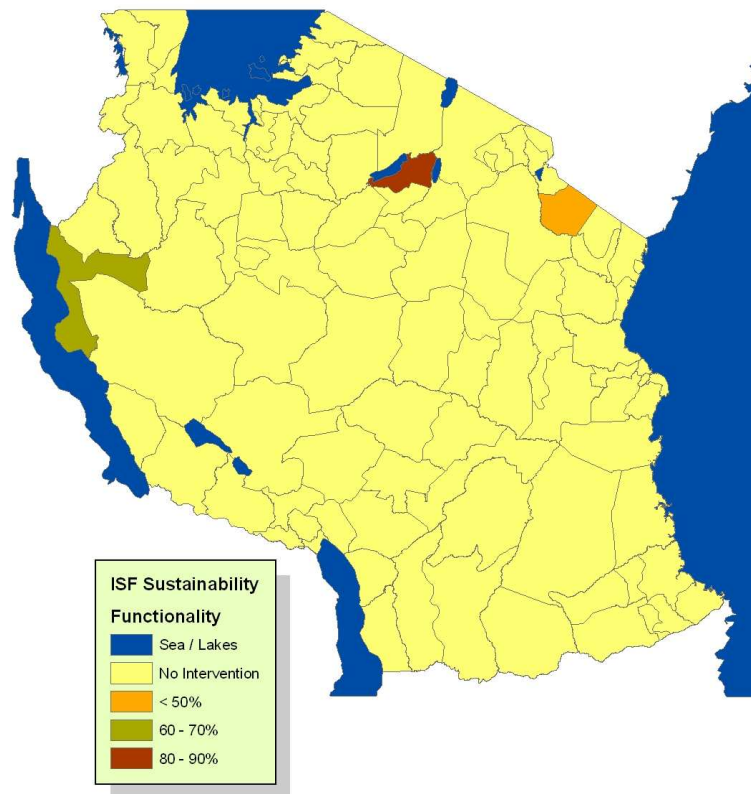 ISF Sustainability
Functionality
Sea / Lakes
No Intervention
< 50%
60 - 70%
80 - 90%